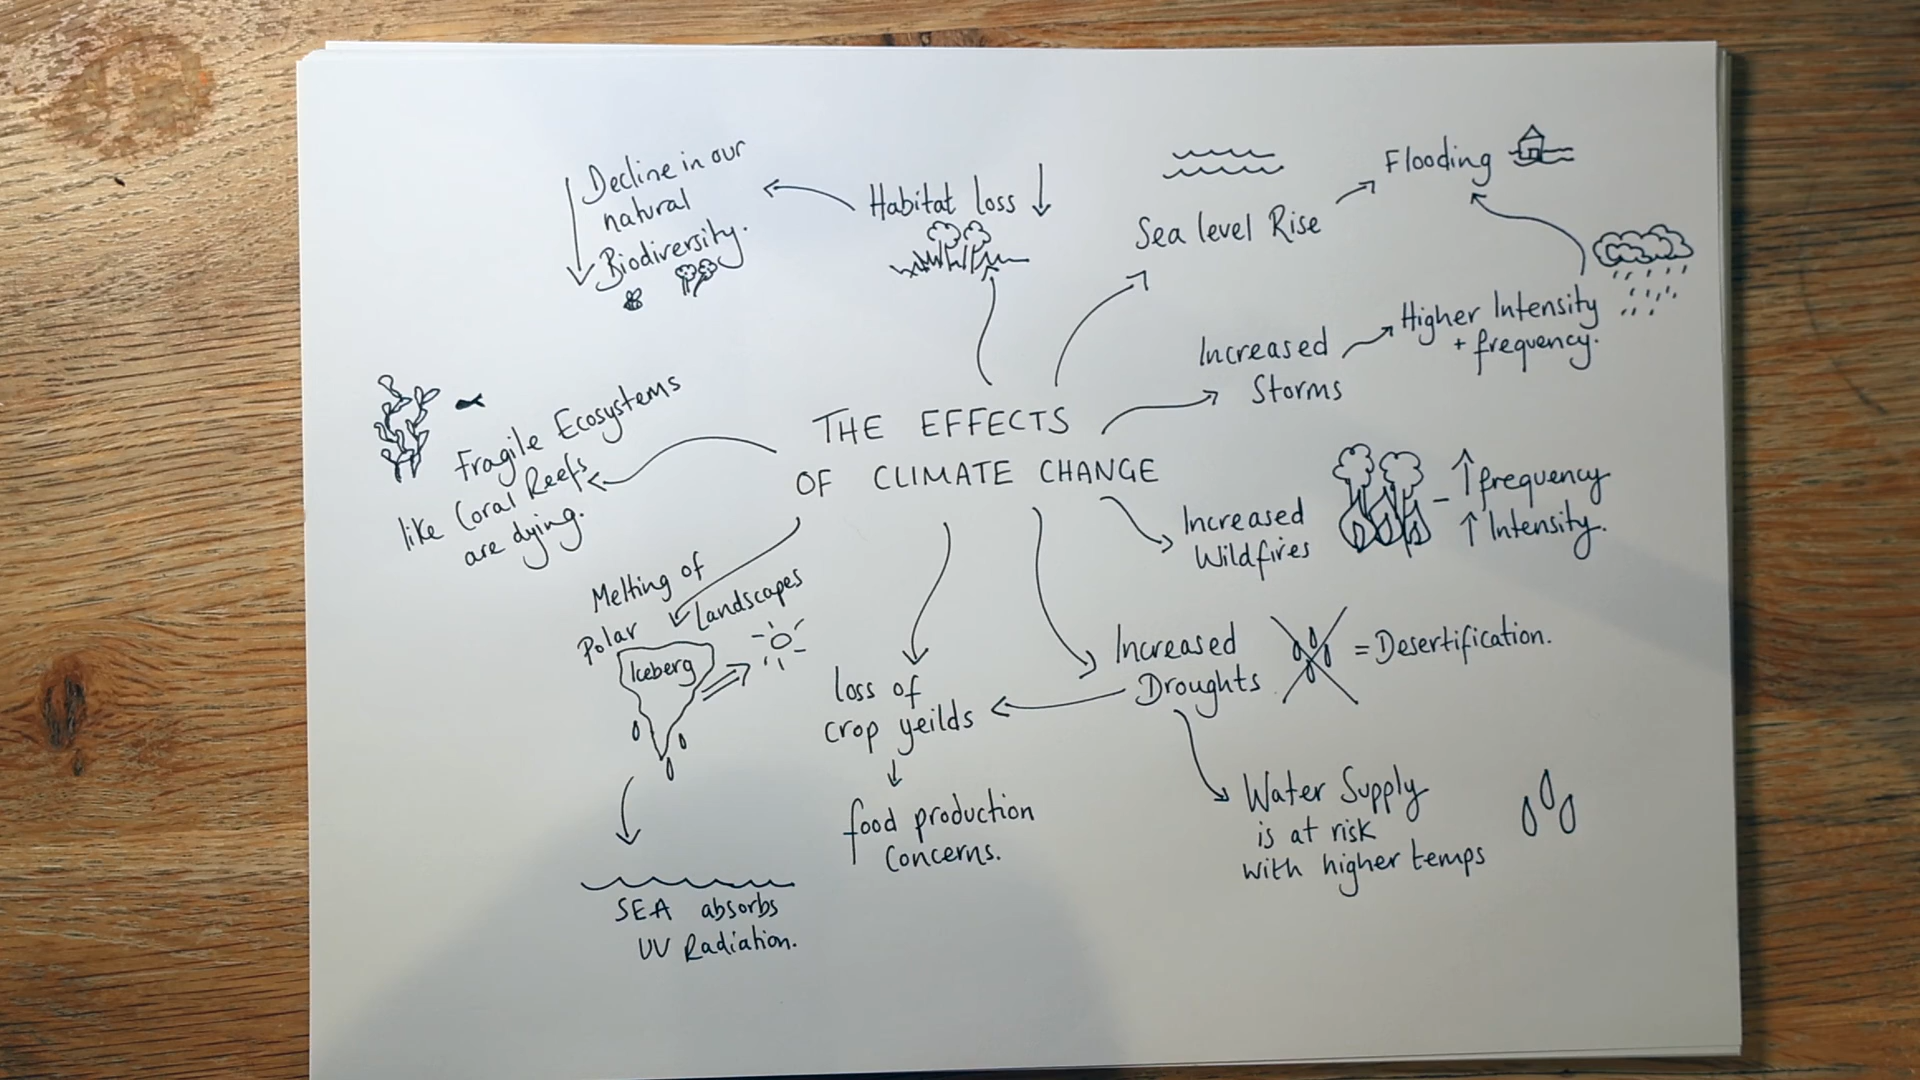 THE EFFECTS
OF CLIMATE CHANGE
Decline in our
natural
Biodiversity.
Habitat loss
Sea level Rise
Flooding
Increased
Storms
Higher Intensity
+ frequency.
Increased
Wildfires
- ↑ frequency
↑ Intensity.
Increased
Droughts
= Desertification.
Water Supply
is at risk
with higher temps
loss of
crop yeilds
food production
concerns.
Melting of
Polar Landscapes
Iceberg
SEA absorbs
UV Radiation.
Fragile Ecosystems
like Coral Reefs
are dying.